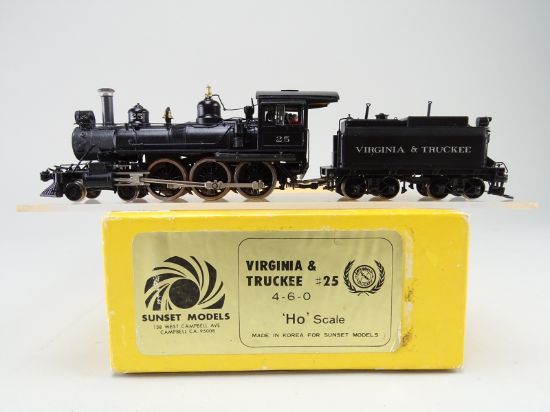 25
VIRGINIA & TRUCKEE
SUNSET MODELS
138 WEST CAMPBELL AVE
CAMPBELL CA. 95008
VIRGINIA &
TRUCKEE #25
4-6-0
'Ho' Scale
MADE IN KOREA FOR SUNSET MODELS